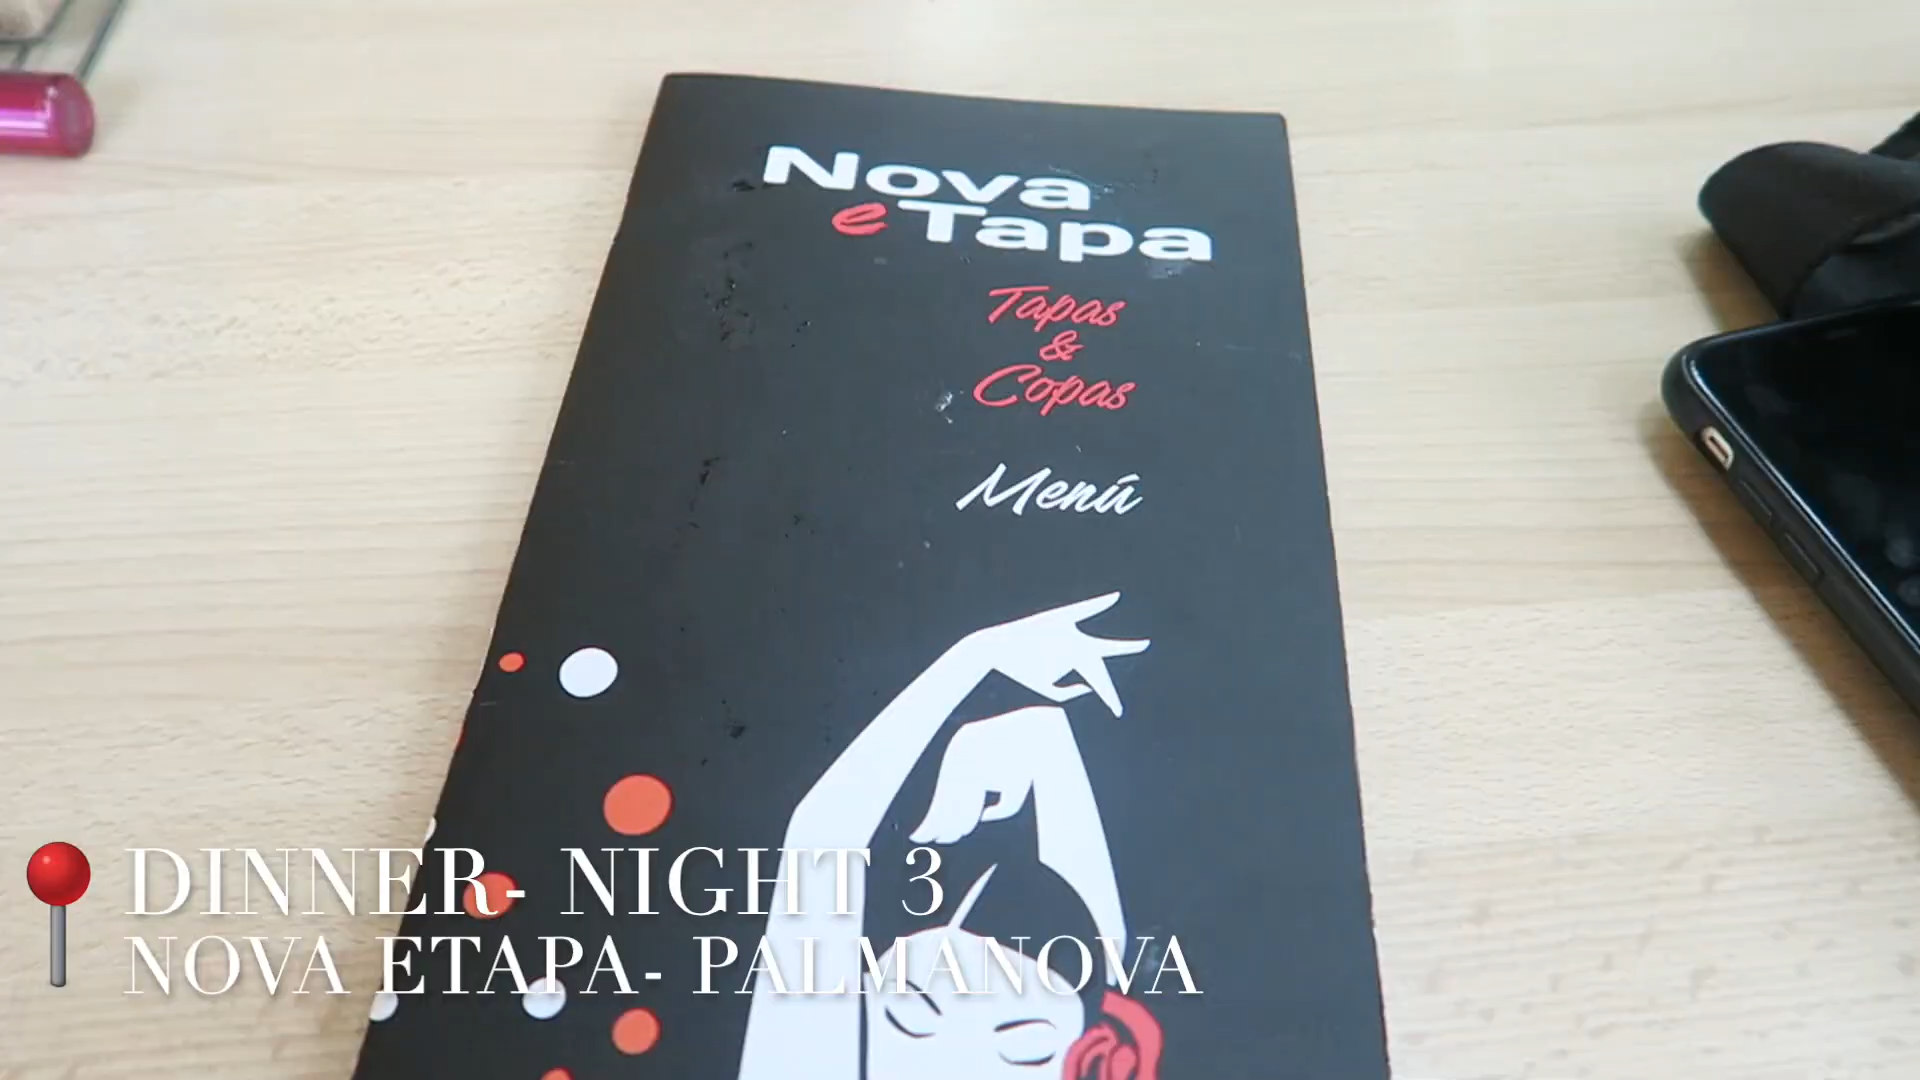 Nova
eTapa
Tapas
&
Copas
Menú
DINNER- NIGHT 3
NOVA ETAPA- PALMANOVA